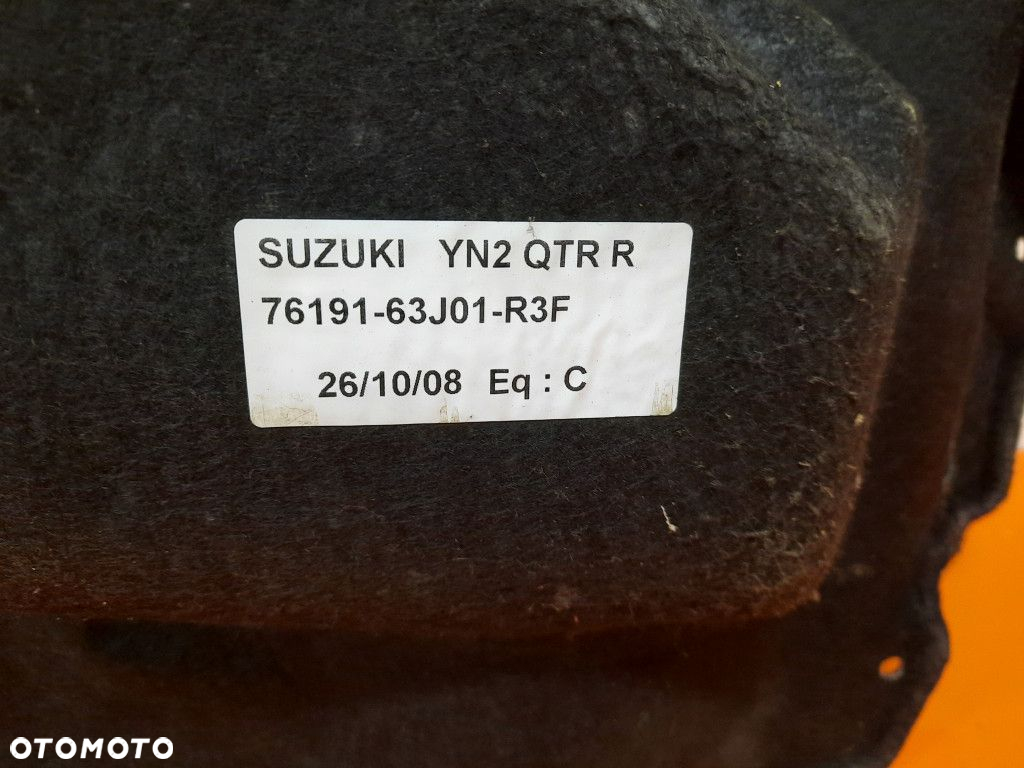 SUZUKI YN2 QTR R
76191-63J01-R3F
26/10/08 Eq : C
OTOMOTO